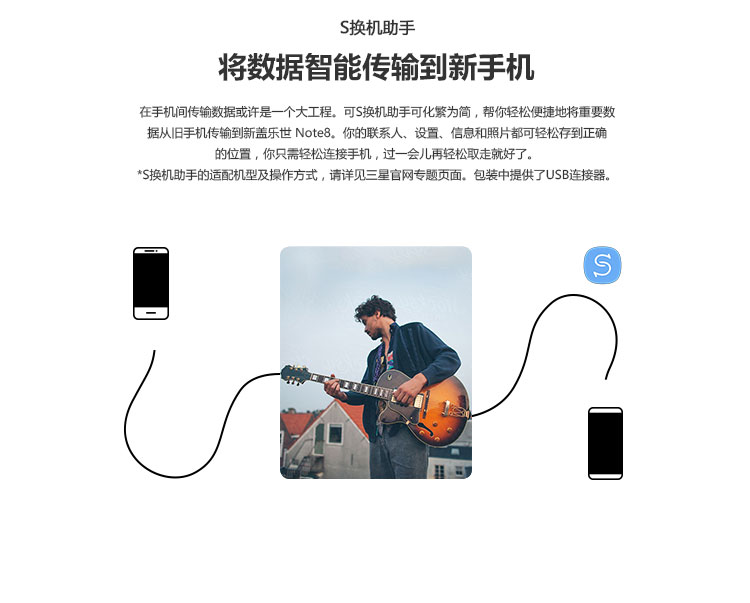 S换机助手
将数据智能传输到新手机
在手机间传输数据或许是一个大工程。可S换机助手可化繁为简，帮你轻松便捷地将重要数
据从旧手机传输到新盖乐世 Note8。你的联系人、设置、信息和照片都可轻松存到正确
的位置，你只需轻松连接手机，过一会儿再轻松取走就好了。
*S换机助手的适配机型及操作方式，请详见三星官网专题页面。包装中提供了USB连接器。
S